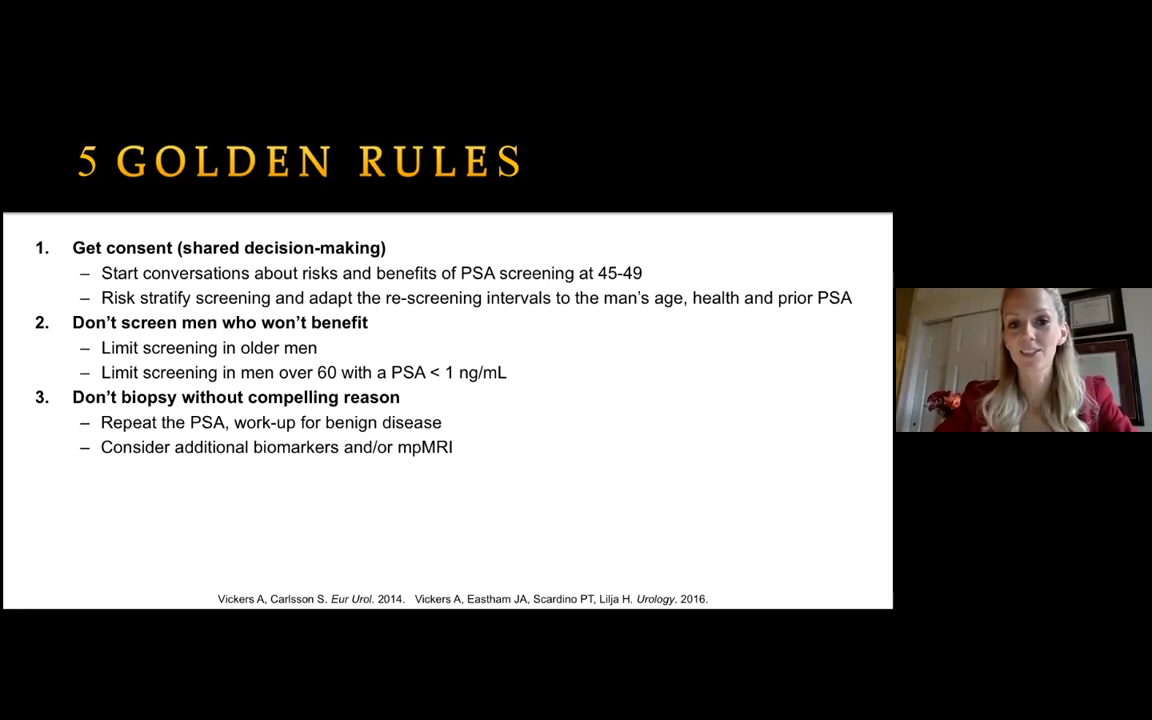 5 GOLDEN RULES
1. Get consent (shared decision-making)
– Start conversations about risks and benefits of PSA screening at 45-49
– Risk stratify screening and adapt the re-screening intervals to the man’s age, health and prior PSA
2. Don’t screen men who won’t benefit
– Limit screening in older men
– Limit screening in men over 60 with a PSA < 1 ng/mL
3. Don’t biopsy without compelling reason
– Repeat the PSA, work-up for benign disease
– Consider additional biomarkers and/or mpMRI
Vickers A, Carlsson S. Eur Urol. 2014. Vickers A, Eastham JA, Scardino PT, Lilja H. Urology. 2016.